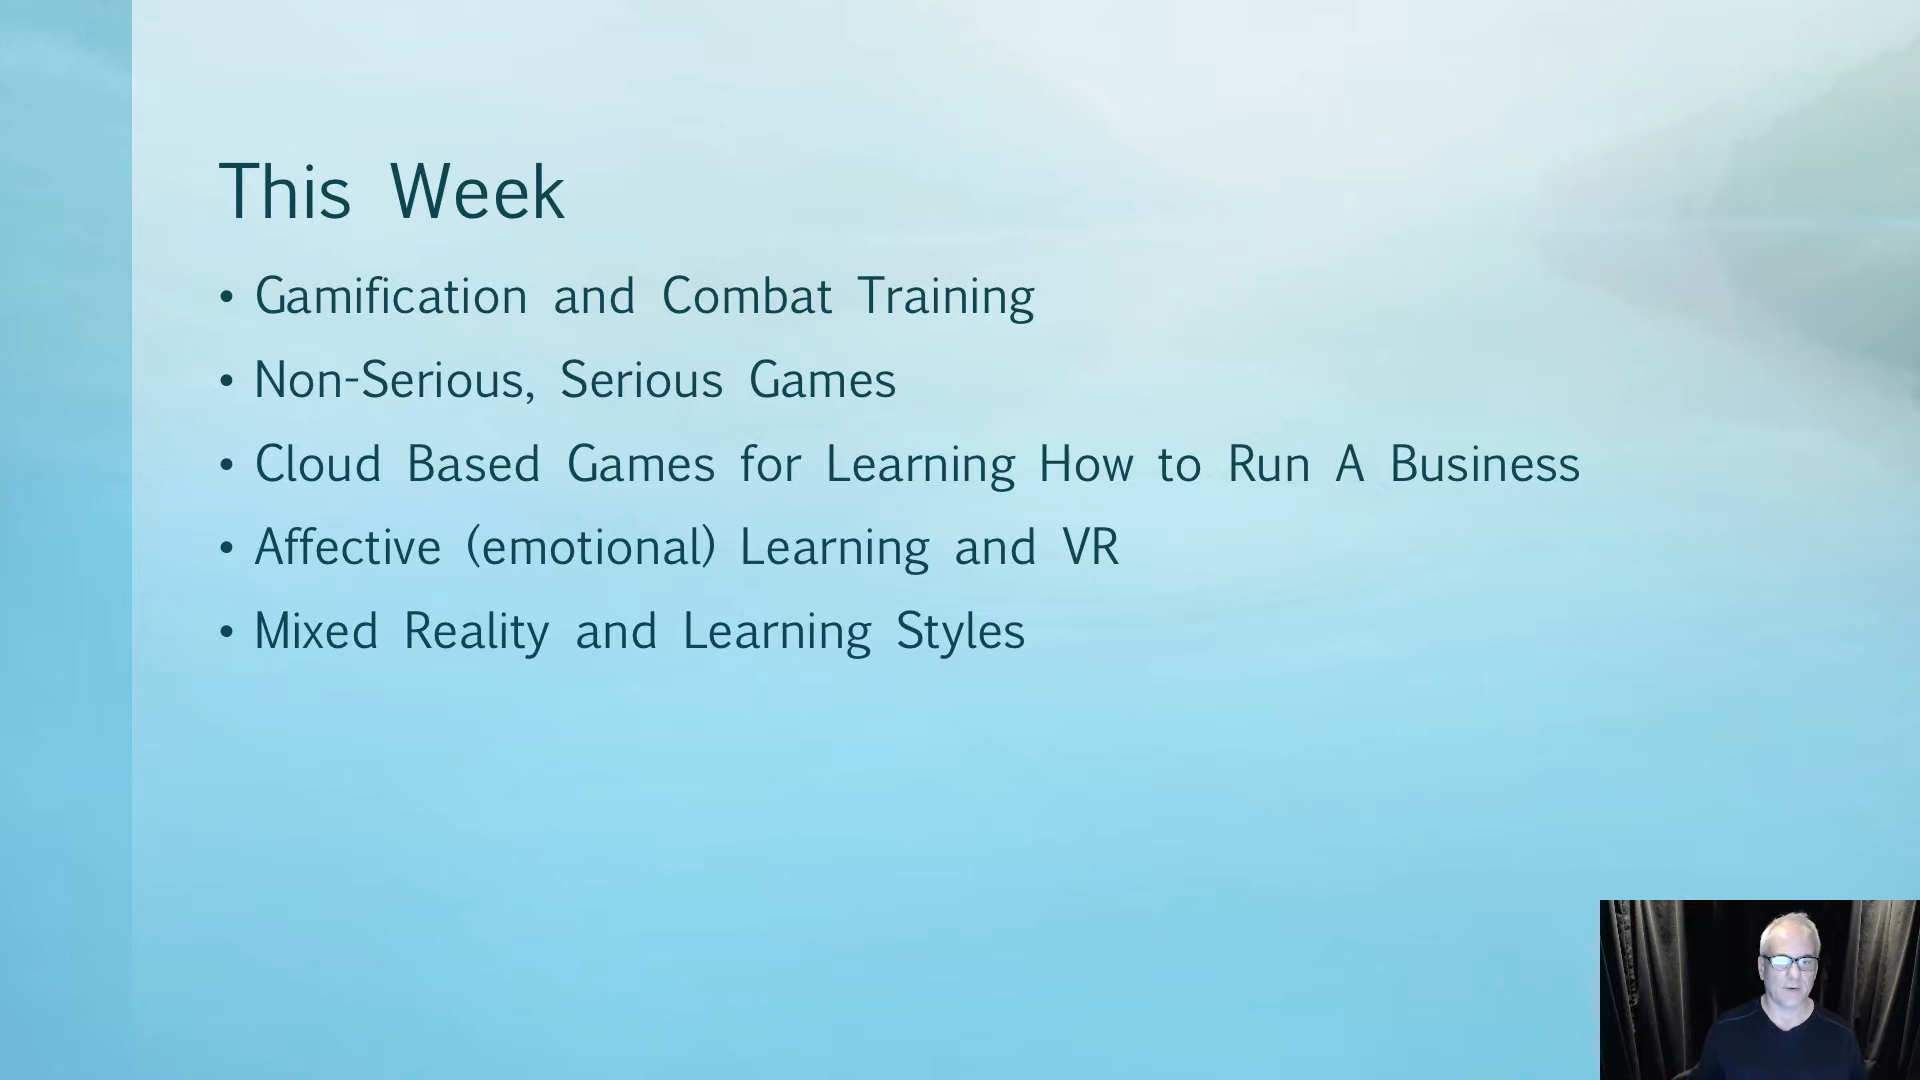 This Week
• Gamification and Combat Training
• Non-Serious, Serious Games
• Cloud Based Games for Learning How to Run A Business
• Affective (emotional) Learning and VR
• Mixed Reality and Learning Styles